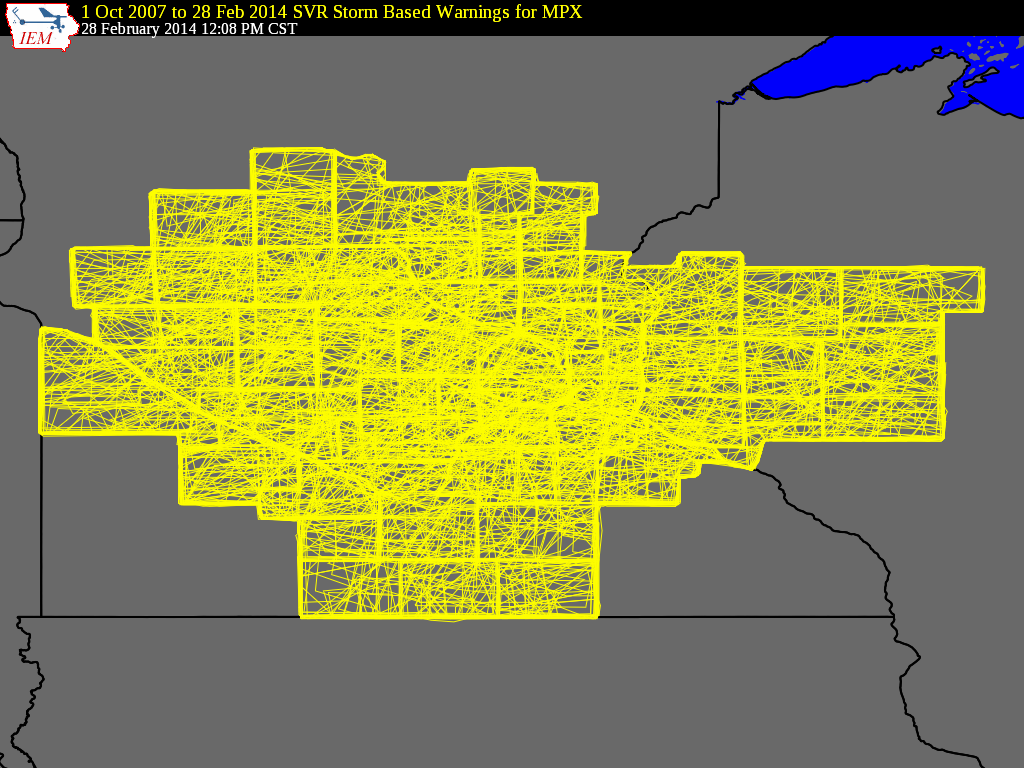 1 Oct 2007 to 28 Feb 2014 SVR Storm Based Warnings for MPX
28 February 2014 12:08 PM CST
IEM